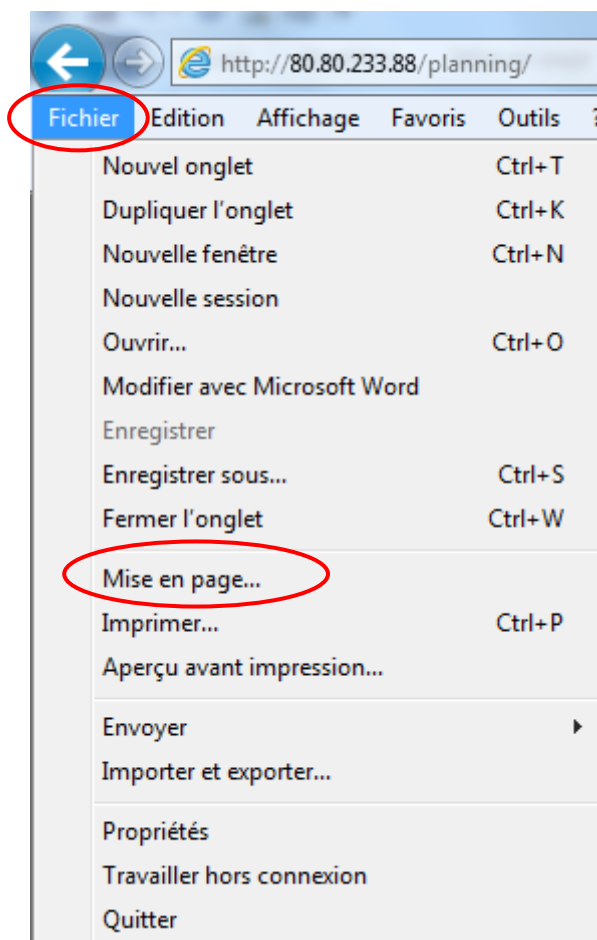 http://80.80.233.88/planning/
Fichier Edition Affichage Favoris Outils ?
Nouvel onglet Ctrl+T
Dupliquer l'onglet Ctrl+K
Nouvelle fenêtre Ctrl+N
Nouvelle session
Ouvrir... Ctrl+O
Modifier avec Microsoft Word
Enregistrer
Enregistrer sous... Ctrl+S
Fermer l'onglet Ctrl+W
Mise en page...
Imprimer... Ctrl+P
Aperçu avant impression...
Envoyer
Importer et exporter...
Propriétés
Travailler hors connexion
Quitter